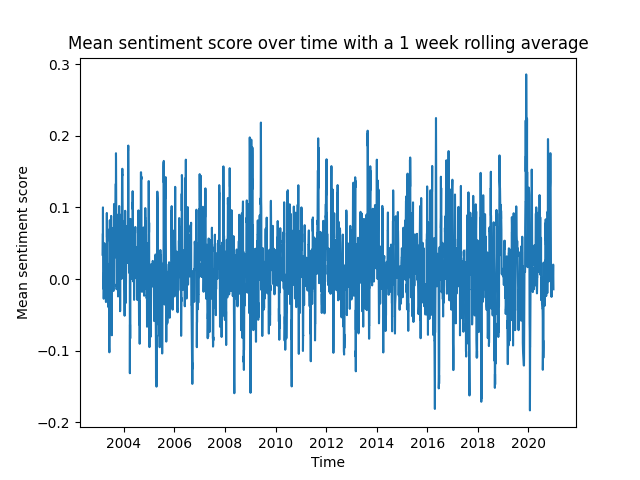 Mean sentiment score over time with a 1 week rolling average
0.3
0.2
0.1
0.0
−0.1
−0.2
Mean sentiment score
2004 2006 2008 2010 2012 2014 2016 2018 2020
Time